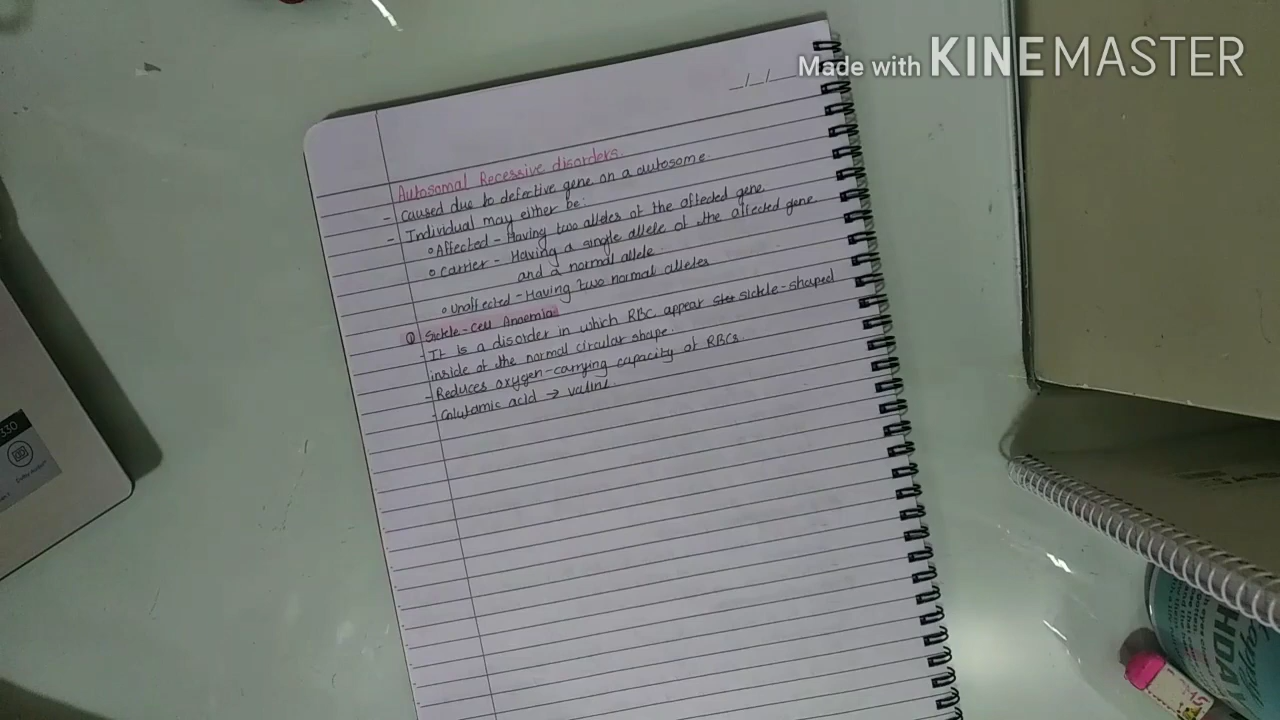 Made with KINEMASTER
_/_/
Autosomal Recessive disorders
- Caused due to defective gene on a autosome.
- Individual may either be:
o Affected - Having two alleles of the affected gene
o Carrier - Having a single allele of the affected gene
and a normal allele.
o Unaffected - Having two normal alleles
① Sickle-Cell Anaemia
- It is a disorder in which RBC appear sickle-shaped
inside of the normal circular shape.
- Reduces oxygen-carrying capacity of RBCs.
- Glutamic acid → valine.
330
HDA